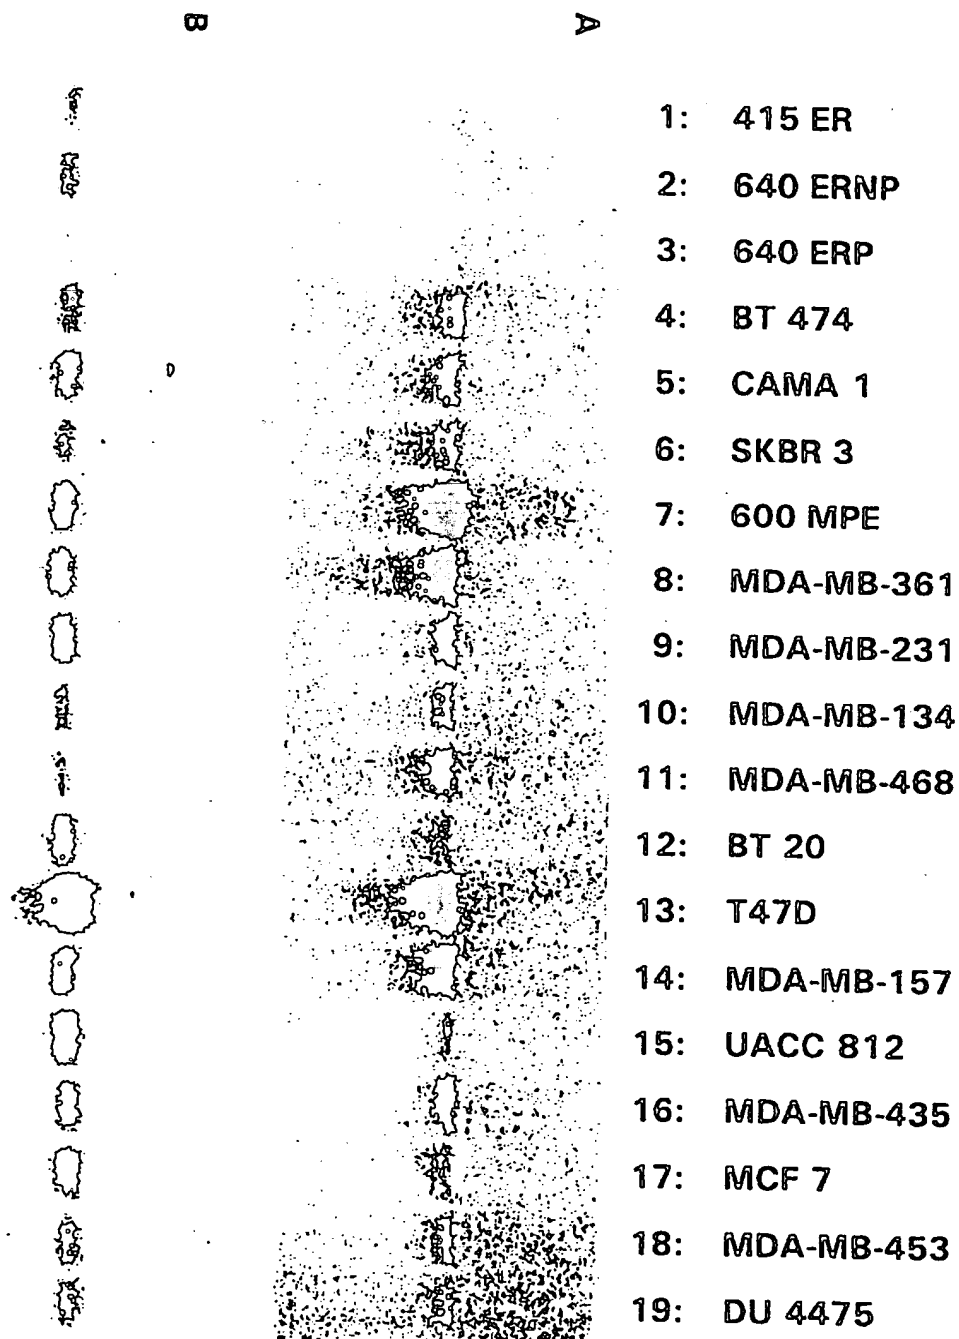 B
A
1: 415 ER
2: 640 ERNP
3: 640 ERP
4: BT 474
5: CAMA 1
6: SKBR 3
7: 600 MPE
8: MDA-MB-361
9: MDA-MB-231
10: MDA-MB-134
11: MDA-MB-468
12: BT 20
13: T47D
14: MDA-MB-157
15: UACC 812
16: MDA-MB-435
17: MCF 7
18: MDA-MB-453
19: DU 4475